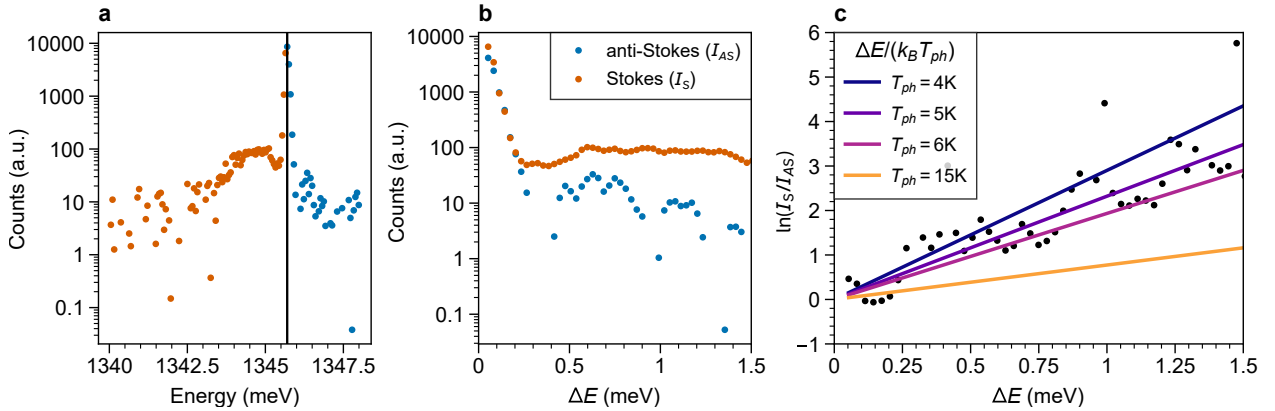 a
10000
1000
100
10
1
0.1
Counts (a.u.)
1340
1342.5
1345
1347.5
Energy (meV)
b
10000
1000
100
10
1
0.1
Counts (a.u.)
anti-Stokes (I_AS)
Stokes (I_S)
0
0.5
1
1.5
ΔE (meV)
c
6
5
4
3
2
1
0
−1
ln(I_S/I_AS)
ΔE/(k_BT_ph)
T_ph = 4K
T_ph = 5K
T_ph = 6K
T_ph = 15K
0
0.25
0.5
0.75
1
1.25
1.5
ΔE (meV)